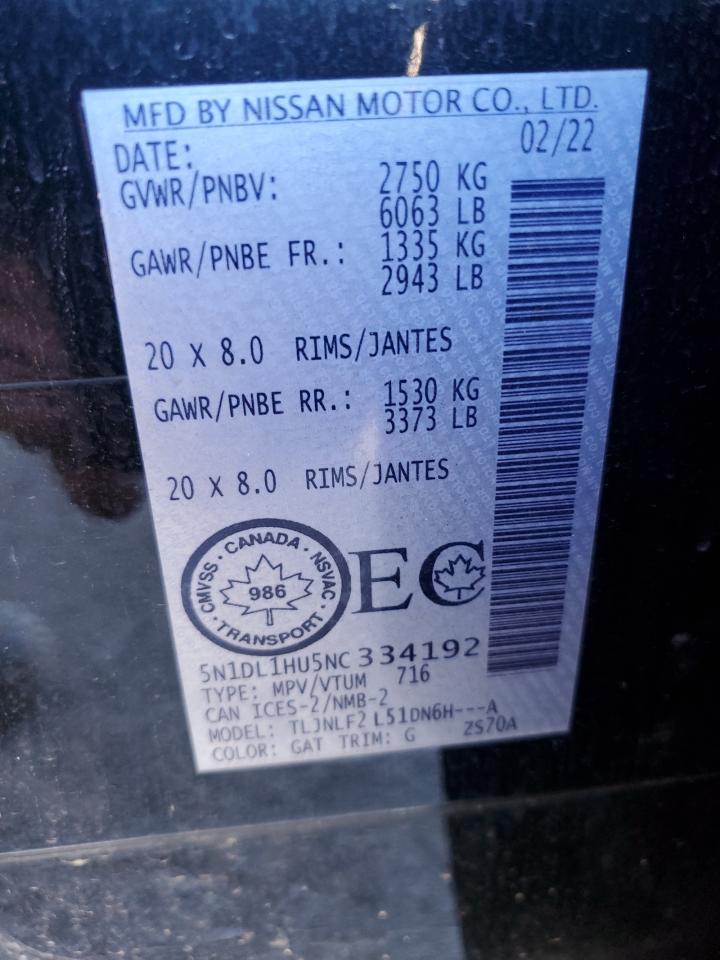 MFD BY NISSAN MOTOR CO., LTD.
DATE: 02/22
GVWR/PNBV: 2750 KG
6063 LB
GAWR/PNBE FR.: 1335 KG
2943 LB
20 X 8.0 RIMS/JANTES
GAWR/PNBE RR.: 1530 KG
3373 LB
20 X 8.0 RIMS/JANTES
CANADA · NSVAC · TRANSPORT · CMVSS ·
986
EC
5N1DL1HU5NC334192
TYPE: MPV/VTUM 716
CAN ICES-2/NMB-2
MODEL: TLJNLF2 L51DN6H---A
COLOR: GAT TRIM: G ZS70A